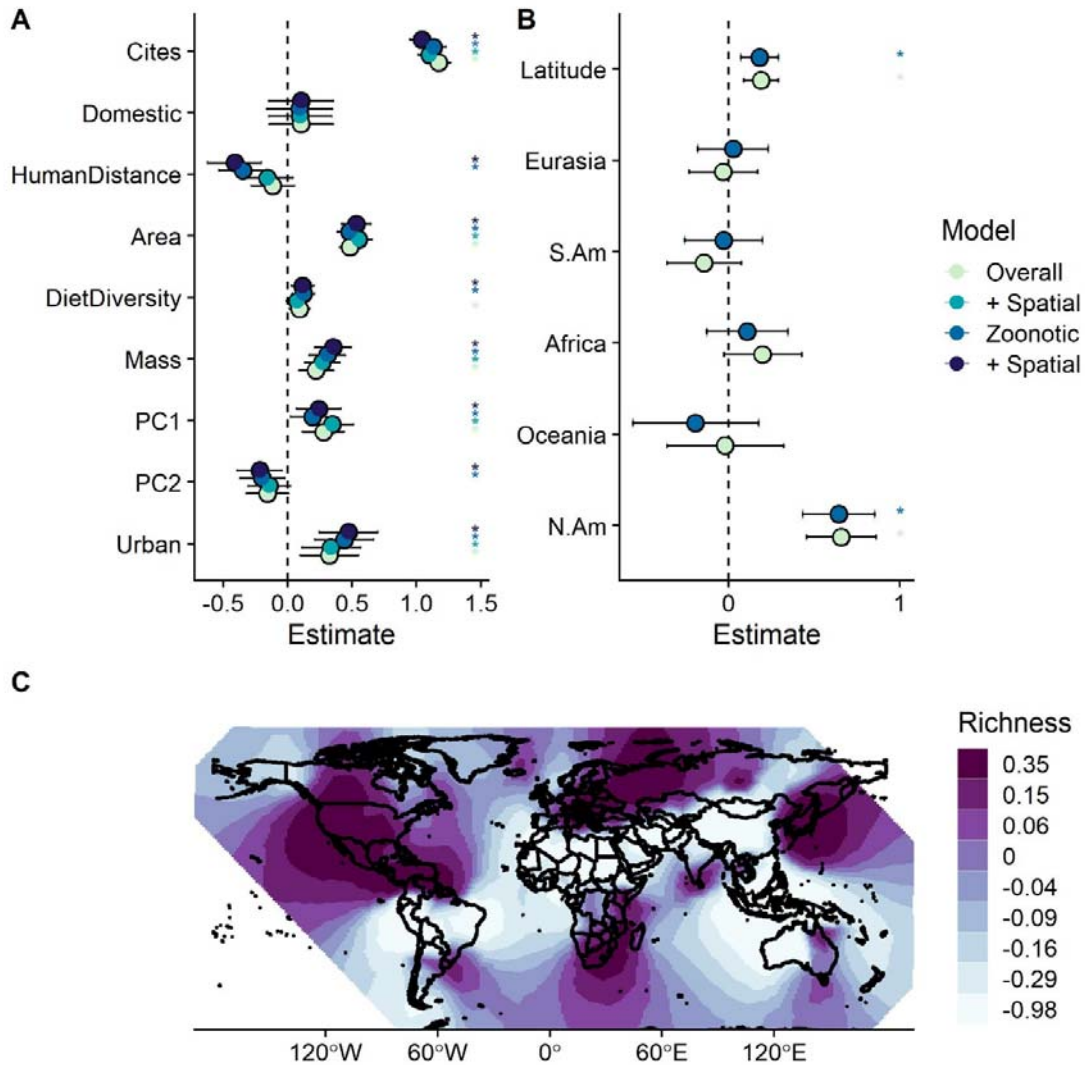 A
Cites
Domestic
HumanDistance
Area
DietDiversity
Mass
PC1
PC2
Urban
-0.5 0.0 0.5 1.0 1.5
Estimate
B
Latitude
Eurasia
S.Am
Africa
Oceania
N.Am
0 1
Estimate
Model
Overall
+ Spatial
Zoonotic
+ Spatial
C
Richness
0.35
0.15
0.06
0
-0.04
-0.09
-0.16
-0.29
-0.98
120°W 60°W 0° 60°E 120°E